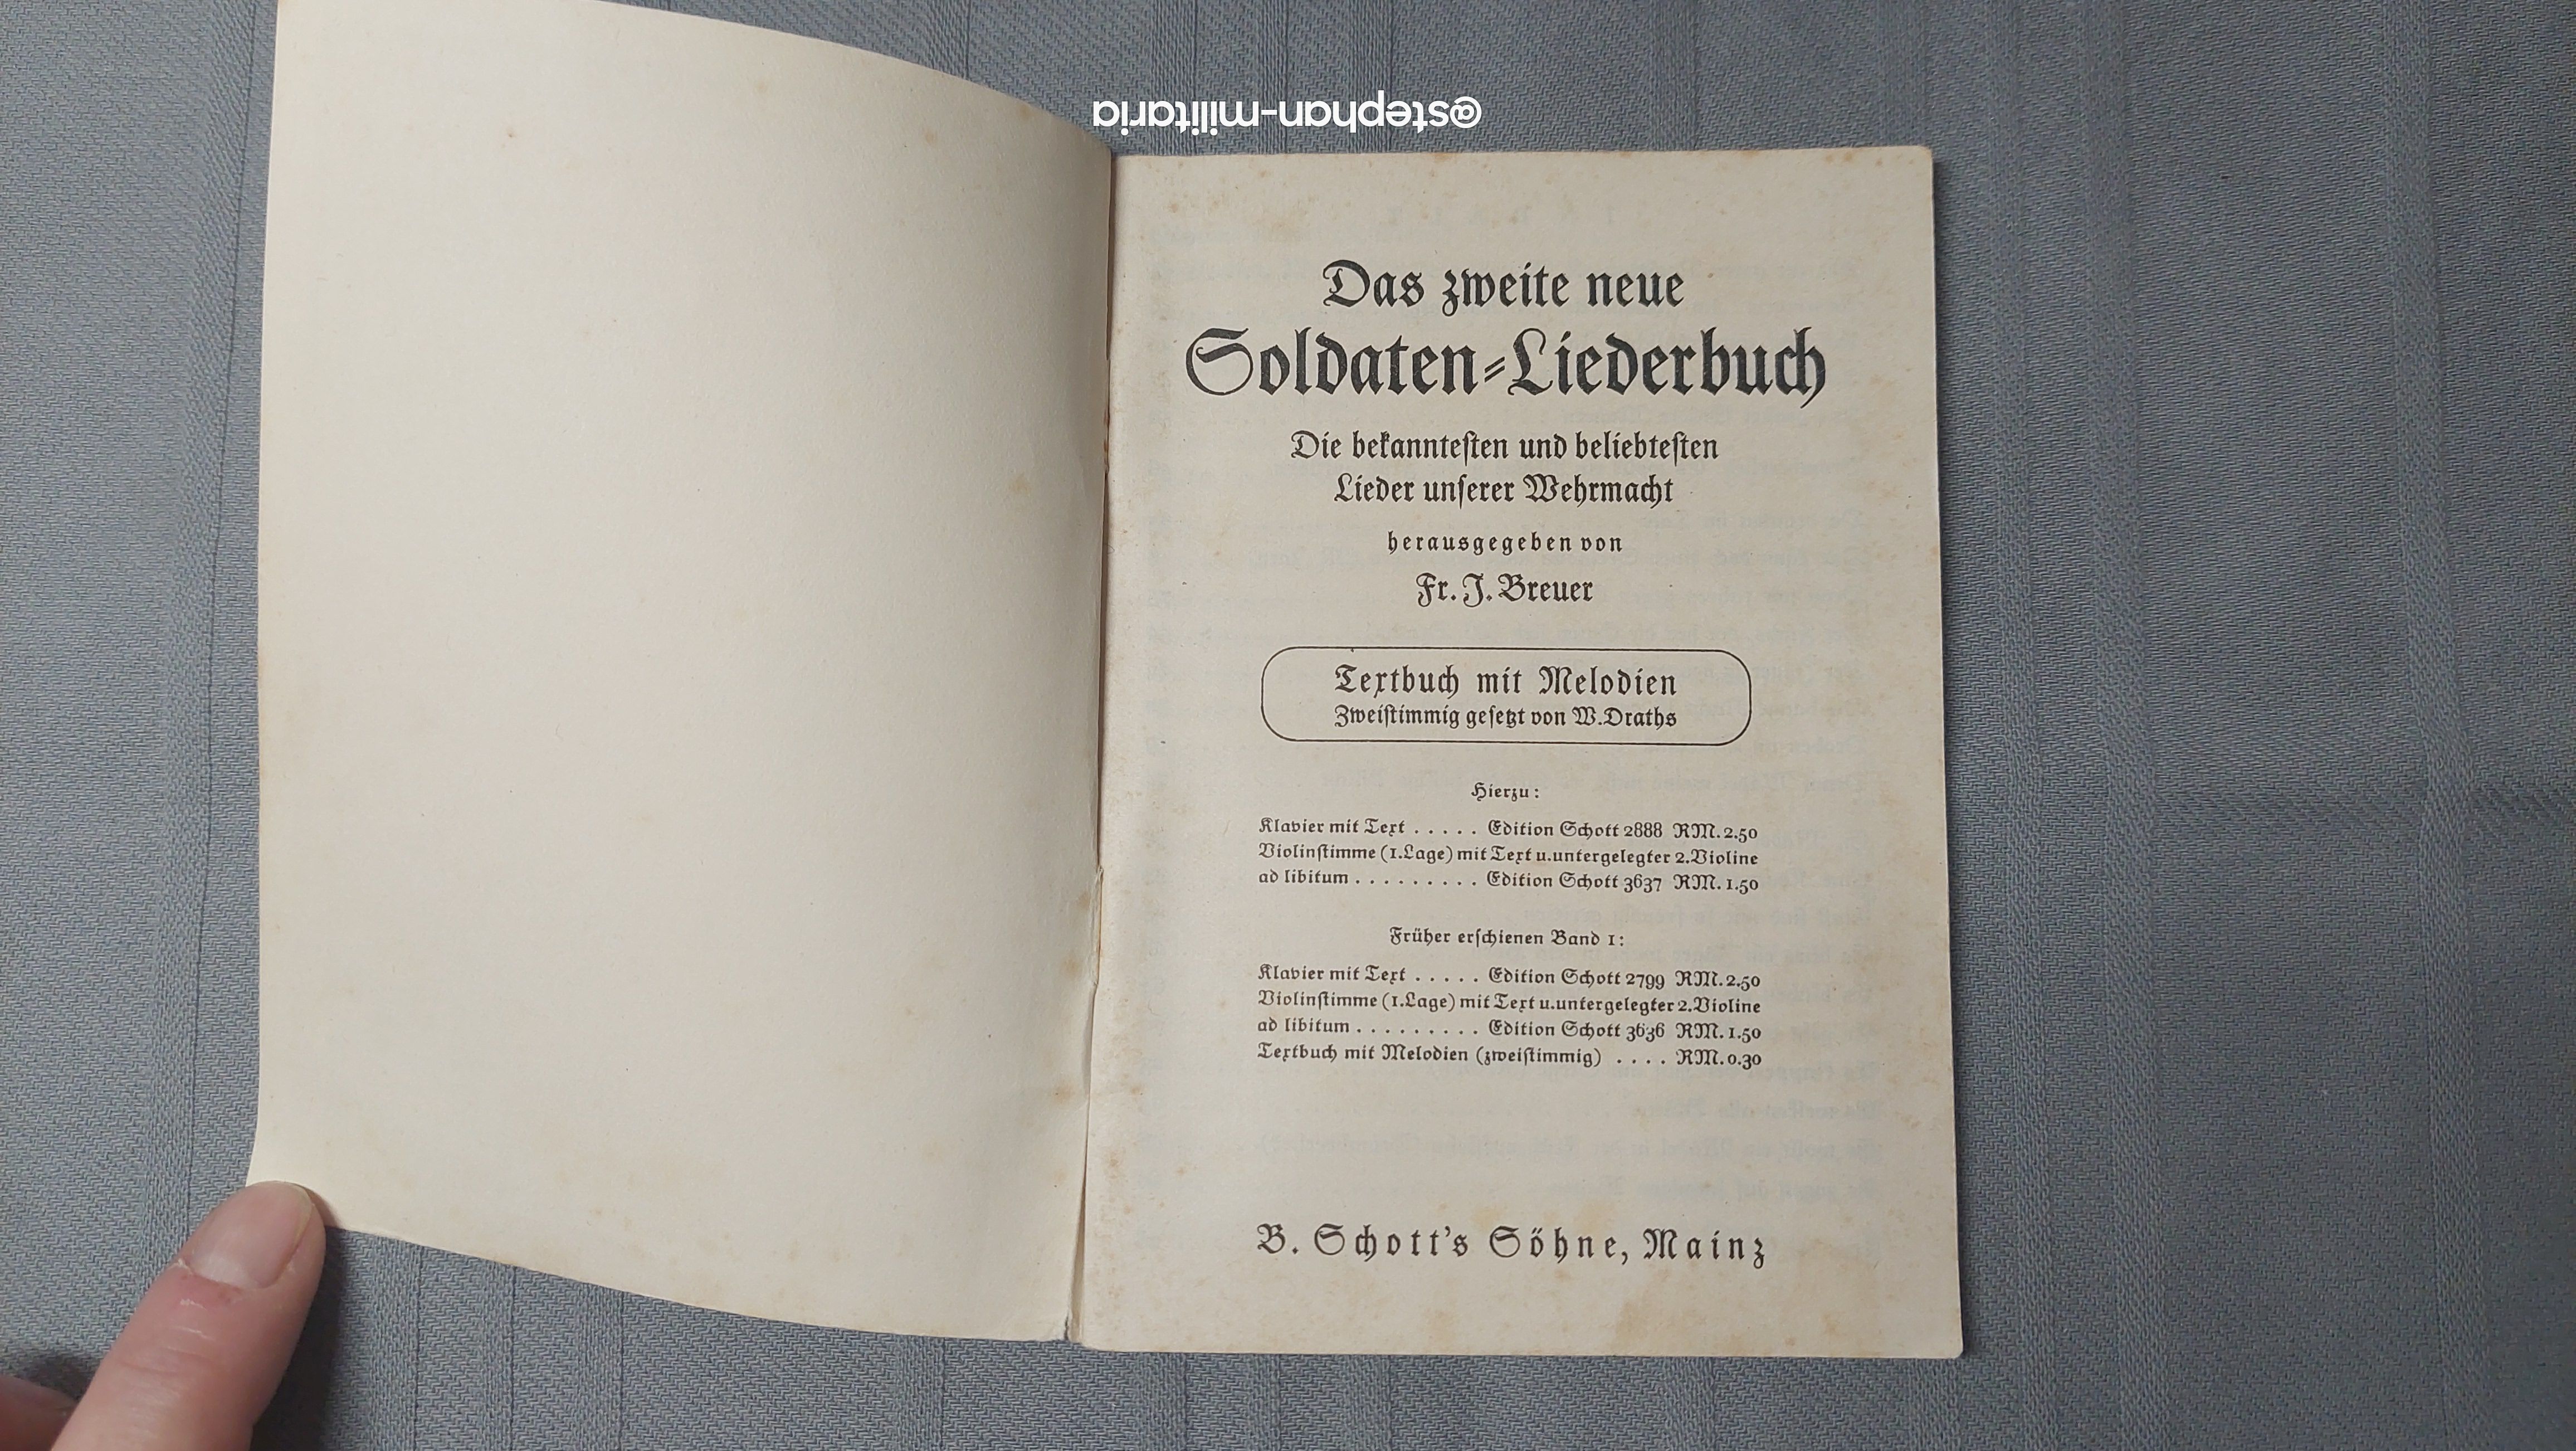 @stephan-militaria
Das zweite neue
Soldaten-Liederbuch
Die bekanntesten und beliebtesten
Lieder unserer Wehrmacht
herausgegeben von
Fr. J. Breuer
Textbuch mit Melodien
Zweistimmig gesetzt von W. Draths
Hierzu:
Klavier mit Text . . . . . Edition Schott 2888 RM. 2.50
Violinstimme (1. Lage) mit Text u. untergelegter 2. Violine
ad libitum . . . . . . . . . Edition Schott 3637 RM. 1.50
Früher erschienen Band 1:
Klavier mit Text . . . . . Edition Schott 2799 RM. 2.50
Violinstimme (1. Lage) mit Text u. untergelegter 2. Violine
ad libitum . . . . . . . . . Edition Schott 3636 RM. 1.50
Textbuch mit Melodien (zweistimmig) . . . . RM. 0.30
B. Schott's Söhne, Mainz